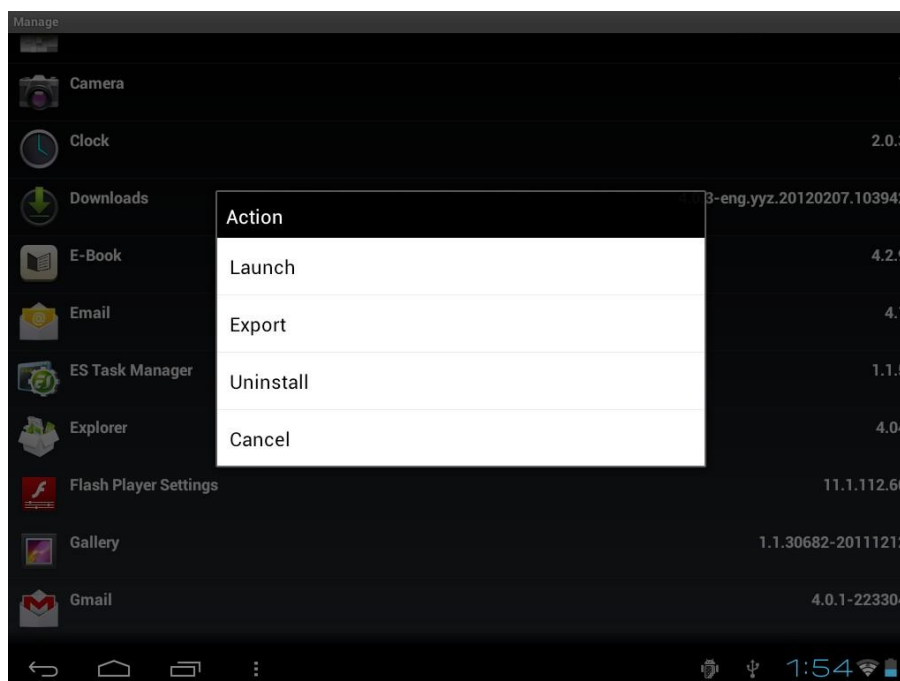 Manage
Camera
Clock
2.0.
Downloads
3-eng.yyz.20120207.10394
E-Book
4.2.
Email
4.
ES Task Manager
1.1.
Explorer
4.0
Flash Player Settings
11.1.112.6
Gallery
1.1.30682-2011121
Gmail
4.0.1-22330
Action
Launch
Export
Uninstall
Cancel
1:54